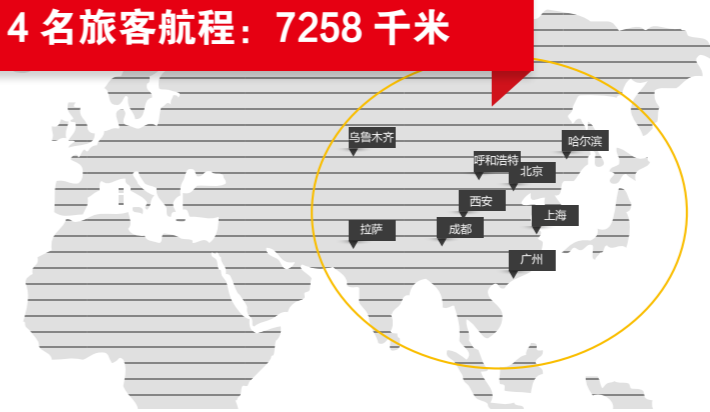 4 名旅客航程：7258 千米
乌鲁木齐
哈尔滨
呼和浩特
北京
西安
上海
拉萨
成都
广州